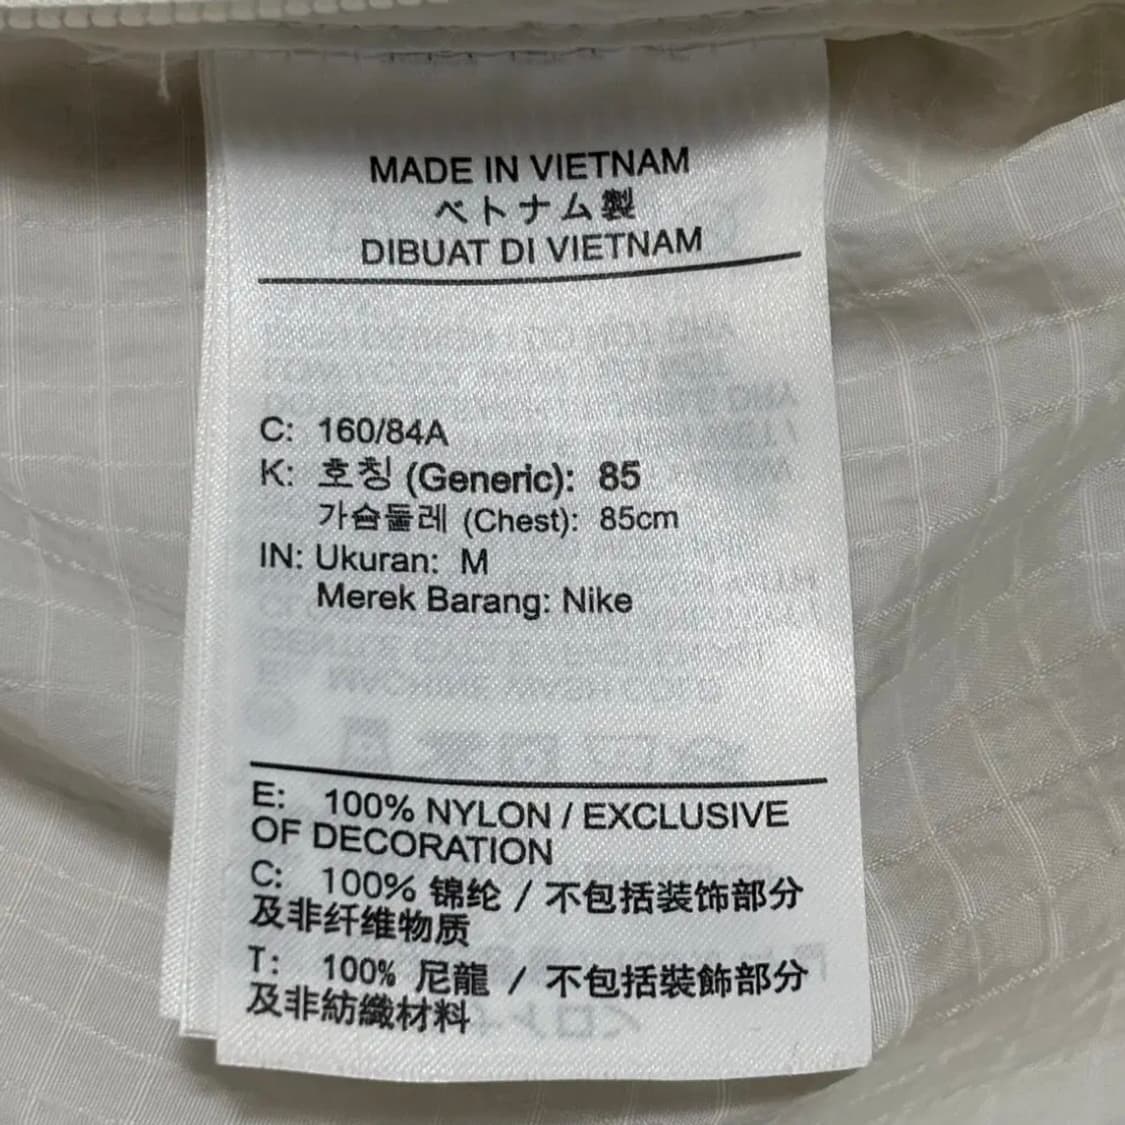 MADE IN VIETNAM
ベトナム製
DIBUAT DI VIETNAM
C: 160/84A
K: 호칭 (Generic): 85
가슴둘레 (Chest): 85cm
IN: Ukuran: M
Merek Barang: Nike
E: 100% NYLON / EXCLUSIVE
OF DECORATION
C: 100% 锦纶 / 不包括装饰部分
及非纤维物质
T: 100% 尼龍 / 不包括裝飾部分
及非紡織材料